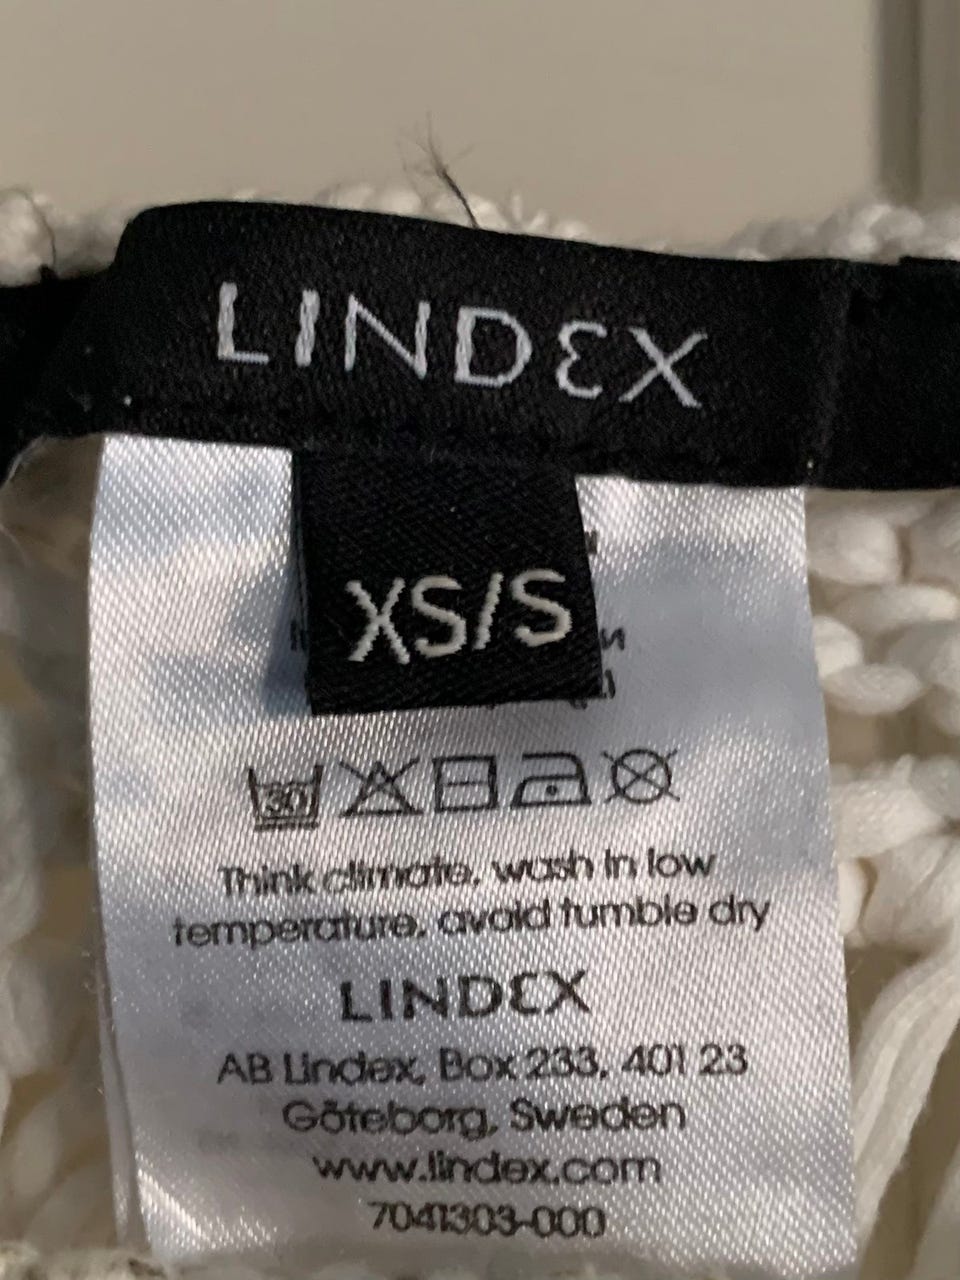 LINDEX
XS/S
30
Think climate, wash in low
temperature, avoid tumble dry
LINDEX
AB Lindex, Box 233, 401 23
Göteborg, Sweden
www.lindex.com
7041303-000